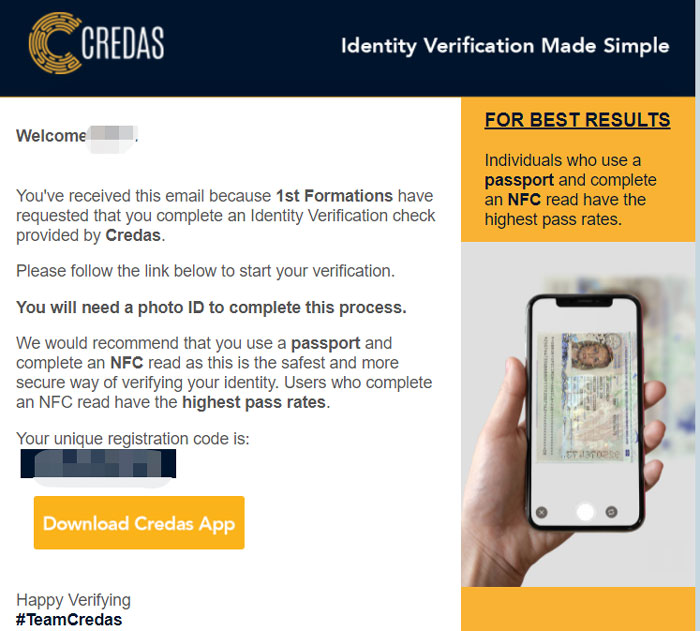 CREDAS
Identity Verification Made Simple
Welcome
You've received this email because 1st Formations have
requested that you complete an Identity Verification check
provided by Credas.
Please follow the link below to start your verification.
You will need a photo ID to complete this process.
We would recommend that you use a passport and
complete an NFC read as this is the safest and more
secure way of verifying your identity. Users who complete
an NFC read have the highest pass rates.
Your unique registration code is:
Download Credas App
Happy Verifying
#TeamCredas
FOR BEST RESULTS
Individuals who use a
passport and complete
an NFC read have the
highest pass rates.